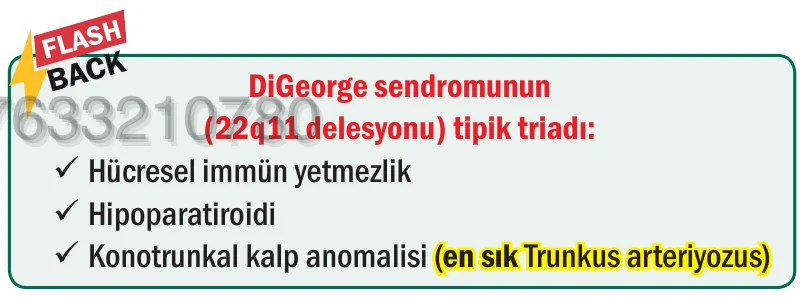 FLASH
BACK
DiGeorge sendromunun
7633210780
(22q11 delesyonu) tipik triadı:
✓ Hücresel immün yetmezlik
✓ Hipoparatiroidi
✓ Konotrunkal kalp anomalisi (en sık Trunkus arteriyozus)